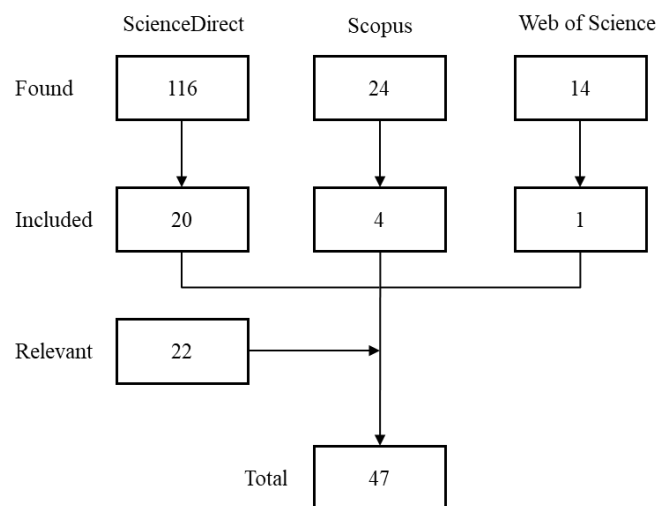 ScienceDirect Scopus Web of Science
Found 116 24 14
Included 20 4 1
Relevant 22
Total 47